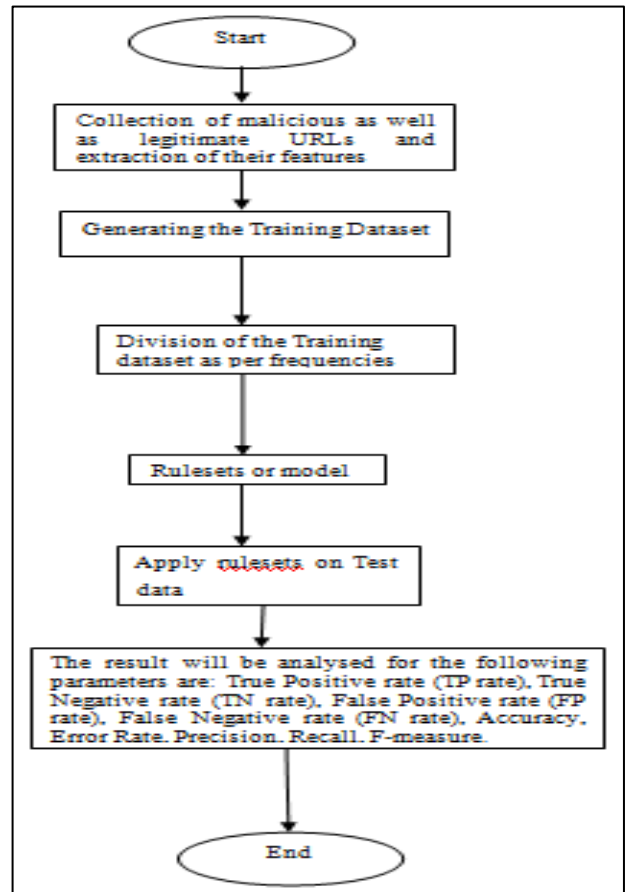 Start
Collection of malicious as well
as legitimate URLs and
extraction of their features
Generating the Training Dataset
Division of the Training
dataset as per frequencies
Rulesets or model
Apply rulesets on Test
data
The result will be analysed for the following
parameters are: True Positive rate (TP rate), True
Negative rate (TN rate), False Positive rate (FP
rate), False Negative rate (FN rate), Accuracy,
Error Rate, Precision, Recall, F-measure.
End